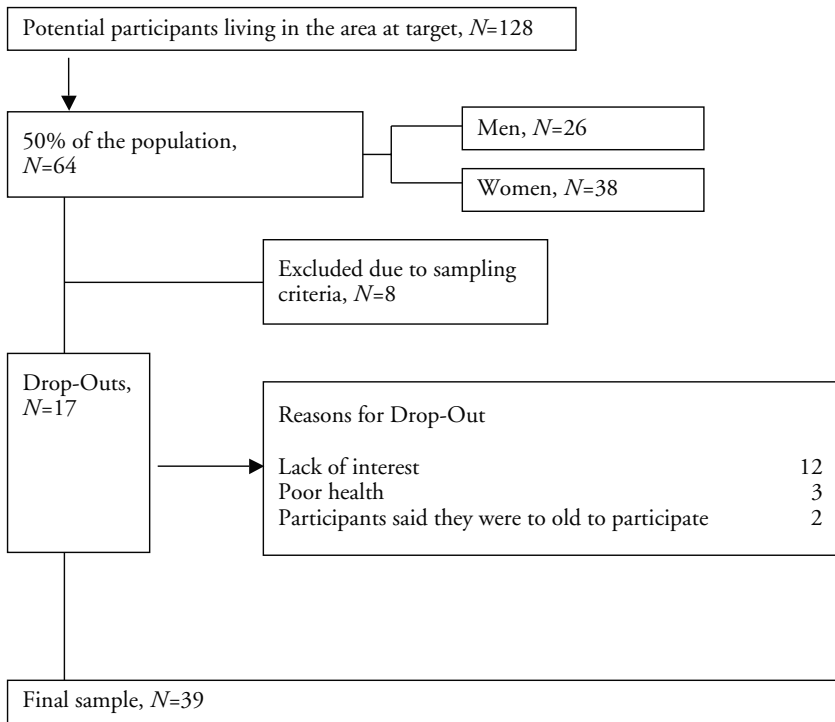 Potential participants living in the area at target, N=128
50% of the population,
N=64
Men, N=26
Women, N=38
Excluded due to sampling
criteria, N=8
Drop-Outs,
N=17
Reasons for Drop-Out
Lack of interest 12
Poor health 3
Participants said they were to old to participate 2
Final sample, N=39